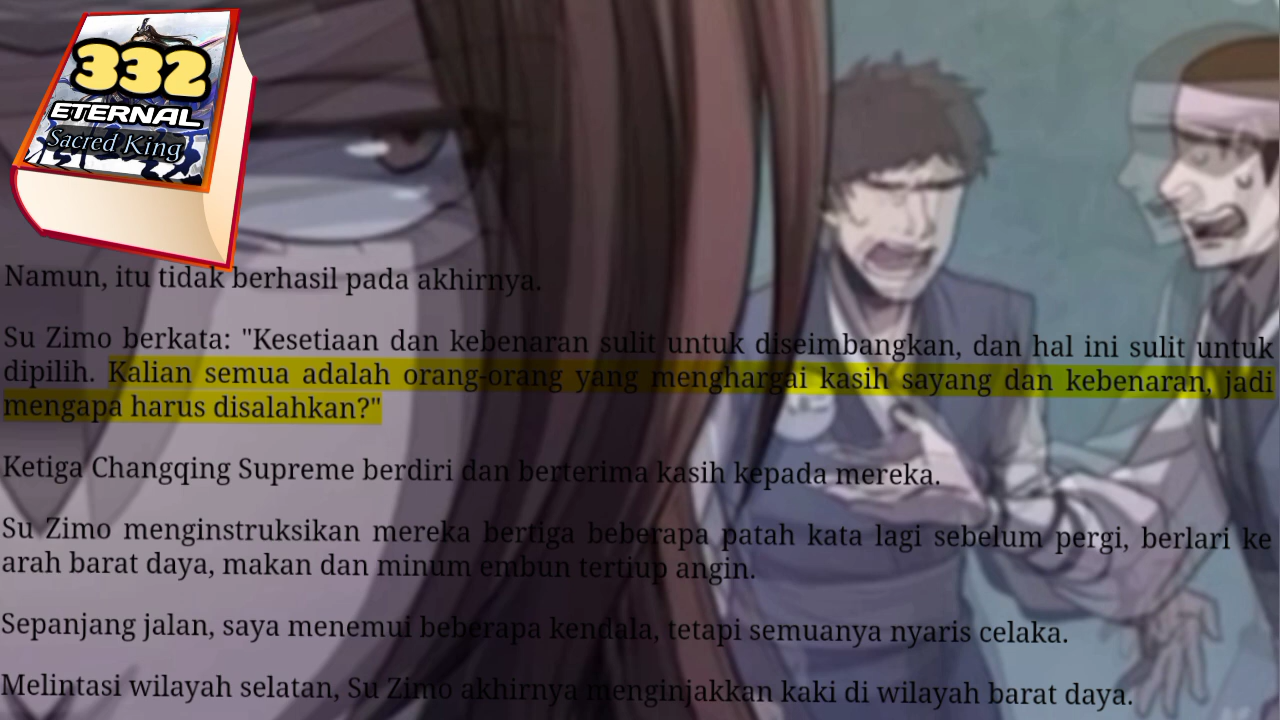 332
ETERNAL
Sacred King
Namun, itu tidak berhasil pada akhirnya.
Su Zimo berkata: "Kesetiaan dan kebenaran sulit untuk diseimbangkan, dan hal ini sulit untuk
dipilih. Kalian semua adalah orang-orang yang menghargai kasih sayang dan kebenaran, jadi
mengapa harus disalahkan?"
Ketiga Changqing Supreme berdiri dan berterima kasih kepada mereka.
Su Zimo menginstruksikan mereka bertiga beberapa patah kata lagi sebelum pergi, berlari ke
arah barat daya, makan dan minum embun tertiup angin.
Sepanjang jalan, saya menemui beberapa kendala, tetapi semuanya nyaris celaka.
Melintasi wilayah selatan, Su Zimo akhirnya menginjakkan kaki di wilayah barat daya.